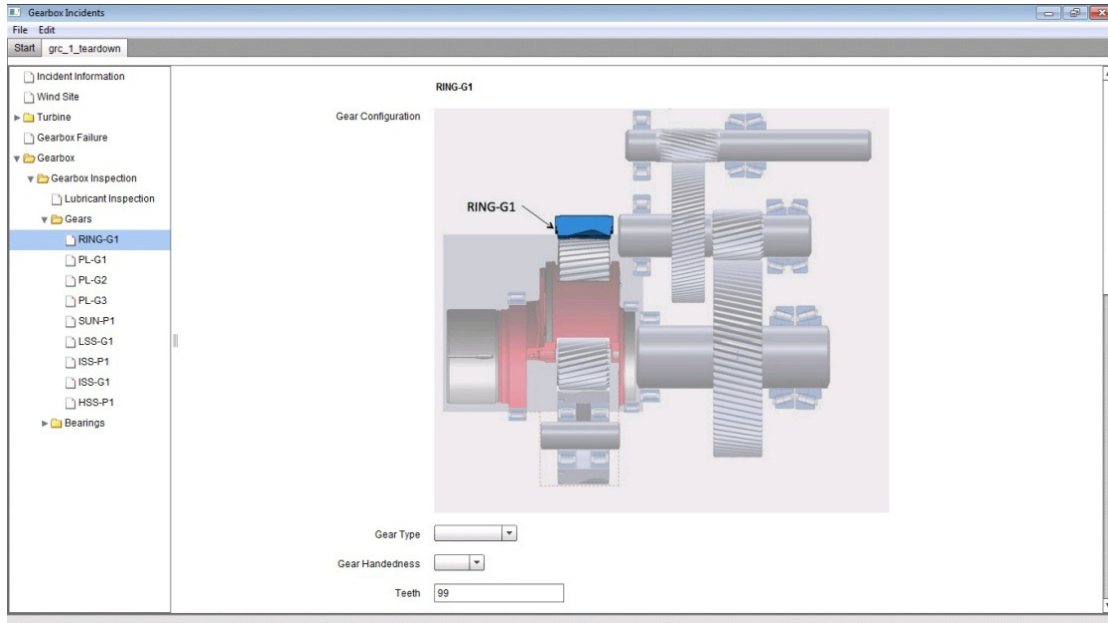 Gearbox Incidents
File Edit
Start grc_1_teardown
Incident Information
Wind Site
Turbine
Gearbox Failure
Gearbox
Gearbox Inspection
Lubricant Inspection
Gears
RING-G1
PL-G1
PL-G2
PL-G3
SUN-P1
LSS-G1
ISS-P1
ISS-G1
HSS-P1
Bearings
RING-G1
Gear Configuration
RING-G1
Gear Type
Gear Handedness
Teeth 99